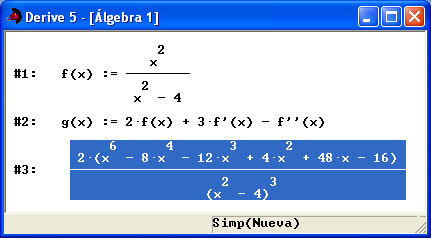 Derive 5 - [Álgebra 1]
#1: f(x) := x^2 / (x^2 - 4)
#2: g(x) := 2·f(x) + 3·f'(x) - f''(x)
#3: 2·(x^6 - 8·x^4 - 12·x^3 + 4·x^2 + 48·x - 16) / (x^2 - 4)^3
Simp(Nueva)